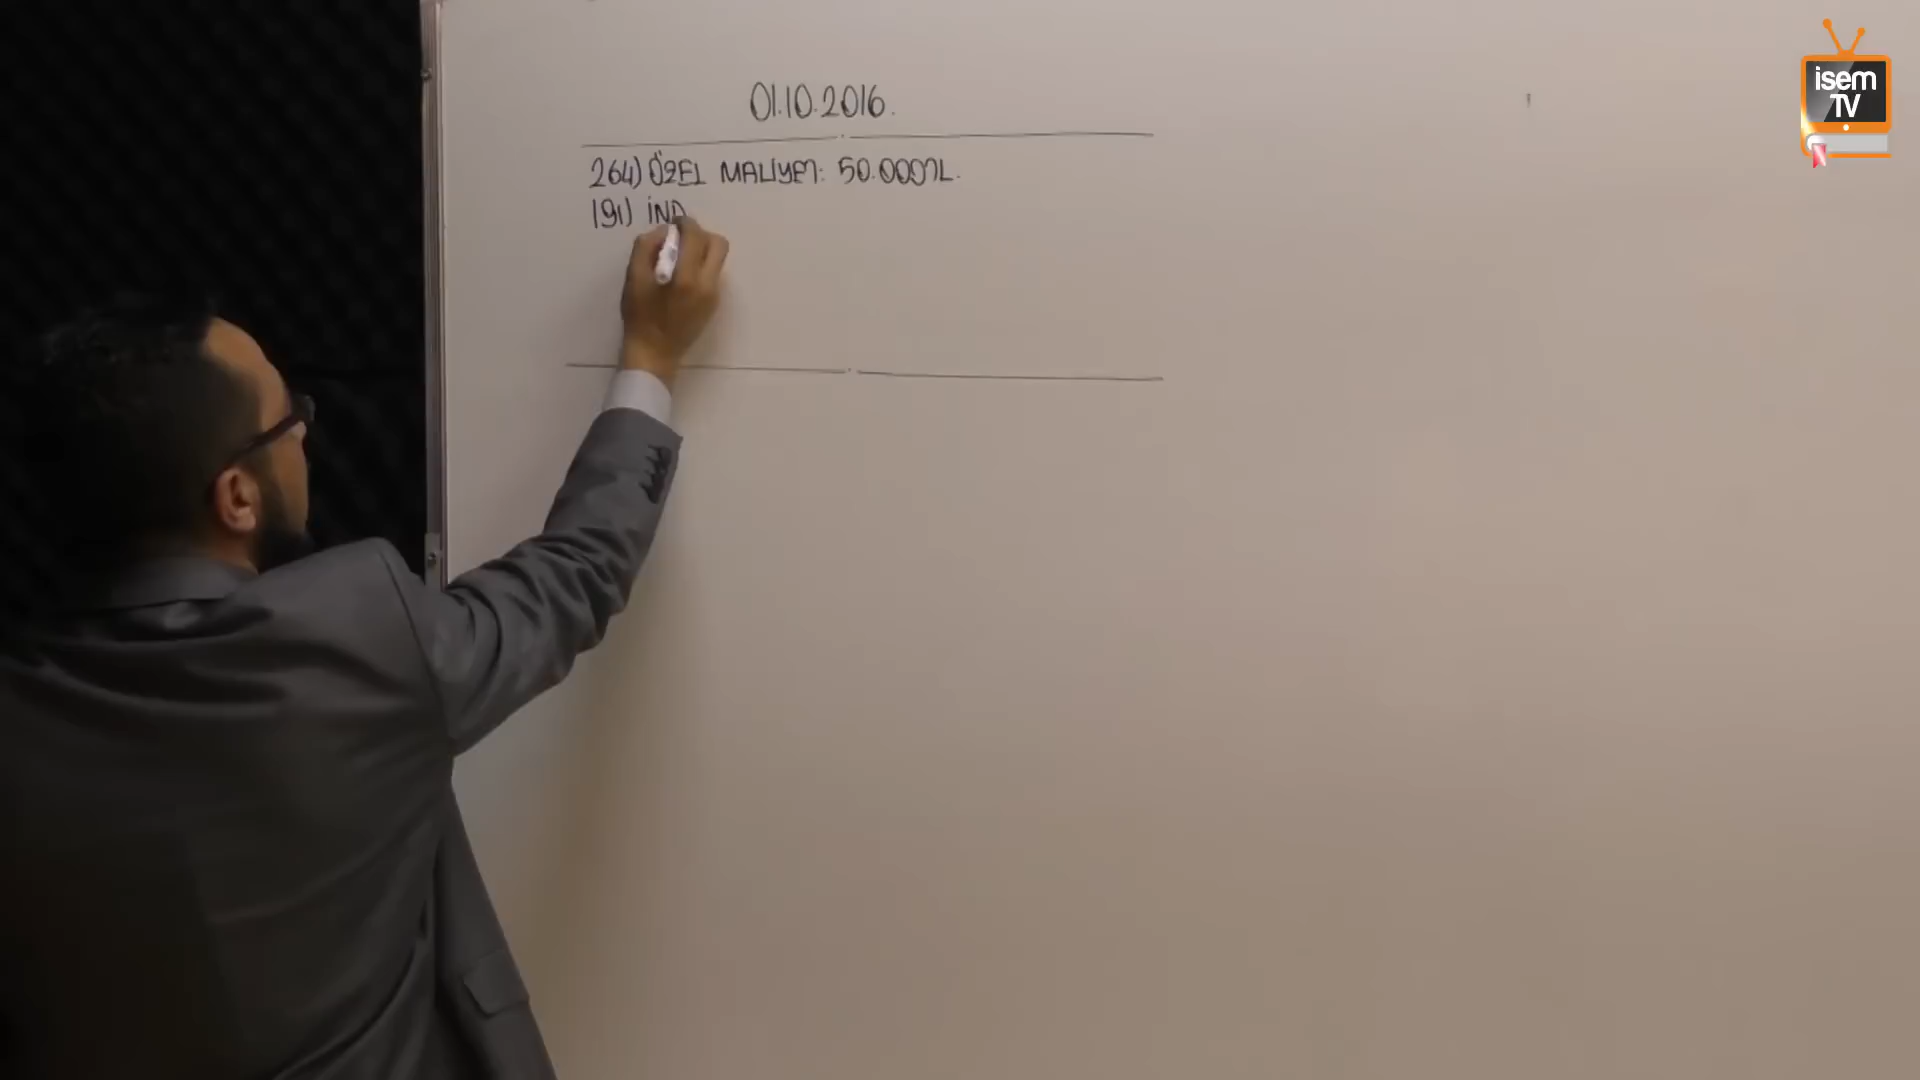 01.10.2016.
264) ÖZEL MALİYET: 50.000TL.
191) İND
isem
TV